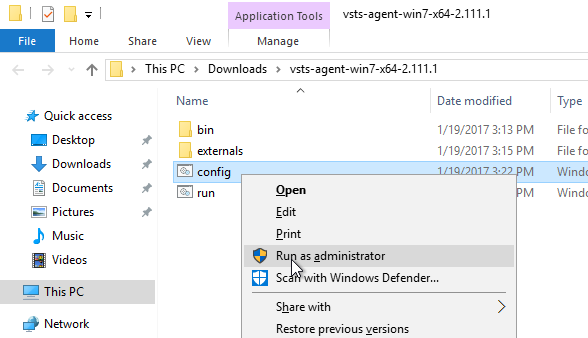 Application Tools vsts-agent-win7-x64-2.111.1
File Home Share View Manage
This PC Downloads vsts-agent-win7-x64-2.111.1
Name Date modified Type
Quick access
Desktop
Downloads
Documents
Pictures
Music
Videos
This PC
Network
bin 1/19/2017 3:13 PM File fo
externals 1/19/2017 3:15 PM File fo
config 1/19/2017 3:22 PM Windo
run PM Windo
Open
Edit
Print
Run as administrator
Scan with Windows Defender...
Share with
Restore previous versions